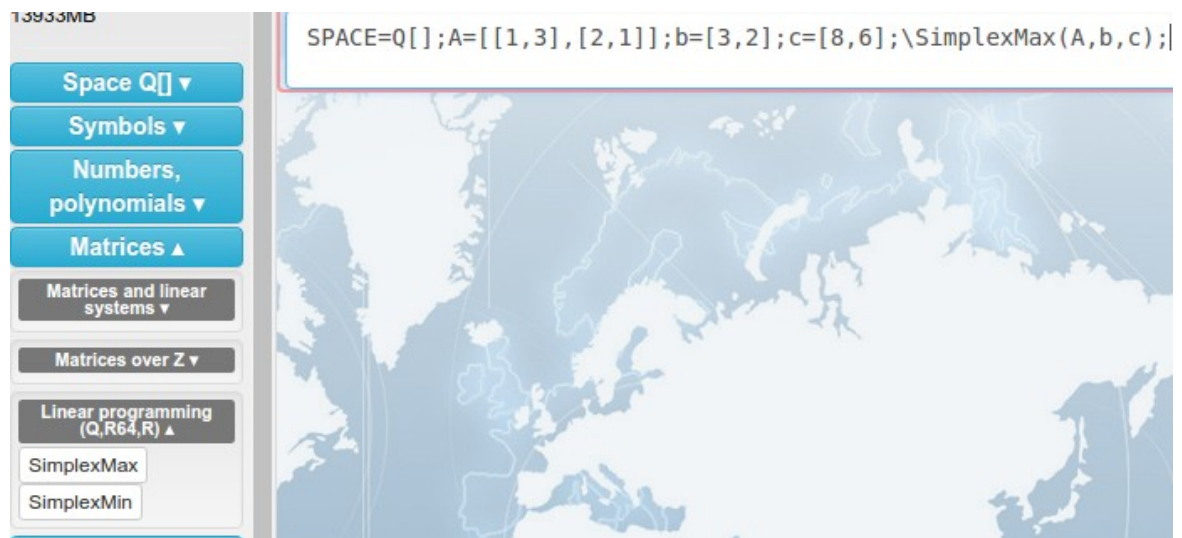 13933MB
SPACE=Q[];A=[[1,3],[2,1]];b=[3,2];c=[8,6];\SimplexMax(A,b,c);
Space Q[] ▾
Symbols ▾
Numbers,
polynomials ▾
Matrices ▴
Matrices and linear
systems ▾
Matrices over Z ▾
Linear programming
(Q,R64,R) ▴
SimplexMax
SimplexMin